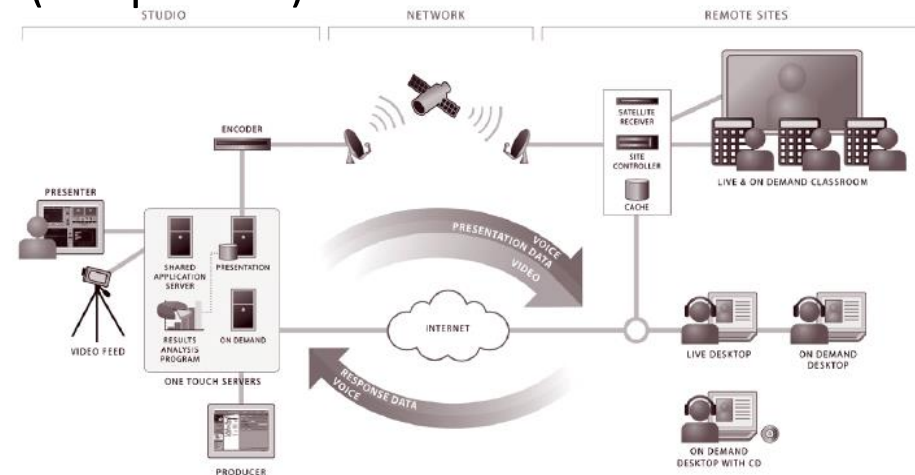 STUDIO
NETWORK
REMOTE SITES
ENCODER
SATELLITE
RECEIVER
SITE
CONTROLLER
CACHE
LIVE & ON DEMAND CLASSROOM
PRESENTER
SHARED
APPLICATION
SERVER
PRESENTATION
VOICE
PRESENTATION DATA
VIDEO
VIDEO FEED
RESULTS
ANALYSIS
PROGRAM
ON DEMAND
INTERNET
LIVE DESKTOP
ON DEMAND
DESKTOP
ONE TOUCH SERVERS
RESPONSE DATA
VOICE
PRODUCER
ON DEMAND
DESKTOP WITH CD